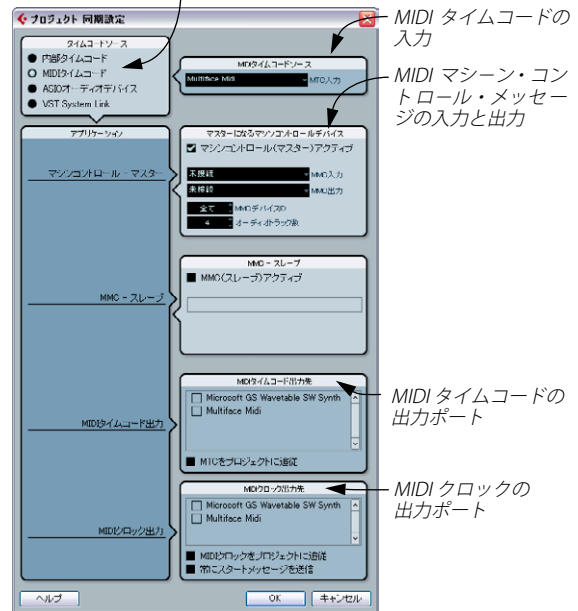 プロジェクト 同期設定
タイムコードソース
内部タイムコード
MIDIタイムコード
ASIOオーディオデバイス
VST System Link
MIDIタイムコードソース
Multiface Midi
MTC入力
MIDI タイムコードの
入力
MIDI マシーン・コン
トロール・メッセー
ジの入力と出力
アプリケーション
マシンコントロール - マスター
MMC - スレーブ
MIDIタイムコード出力
MIDIクロック出力
マスターになるマシンコントロールデバイス
マシンコントロール(マスター)アクティブ
未接続
MMC入力
未接続
MMC出力
全て
MMCデバイスID
4
オーディオトラック数
MMC - スレーブ
MMC(スレーブ)アクティブ
MIDIタイムコード出力先
Microsoft GS Wavetable SW Synth
Multiface Midi
MTCをプロジェクトに追従
MIDI タイムコードの
出力ポート
MIDIクロック出力先
Microsoft GS Wavetable SW Synth
Multiface Midi
MIDIクロックをプロジェクトに追従
常にスタートメッセージを送信
MIDI クロックの
出力ポート
ヘルプ
OK
キャンセル